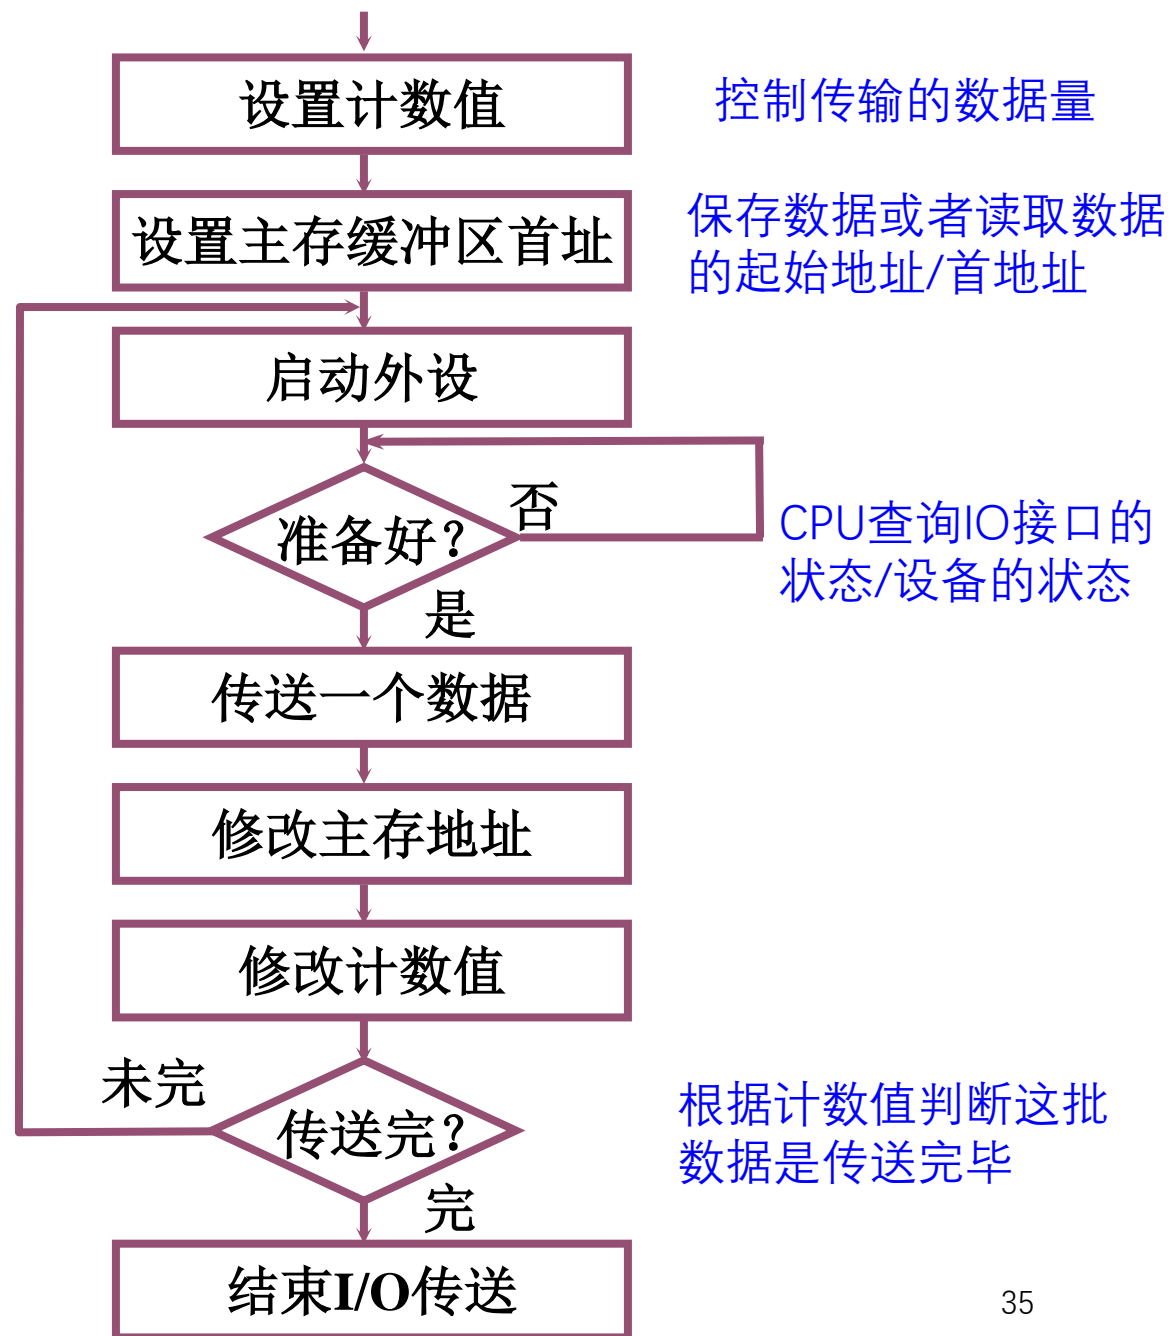 设置计数值
控制传输的数据量
设置主存缓冲区首址
保存数据或者读取数据
的起始地址/首地址
启动外设
准备好？
否
CPU查询IO接口的
状态/设备的状态
是
传送一个数据
修改主存地址
修改计数值
未完
传送完？
根据计数值判断这批
数据是传送完毕
完
结束I/O传送
35